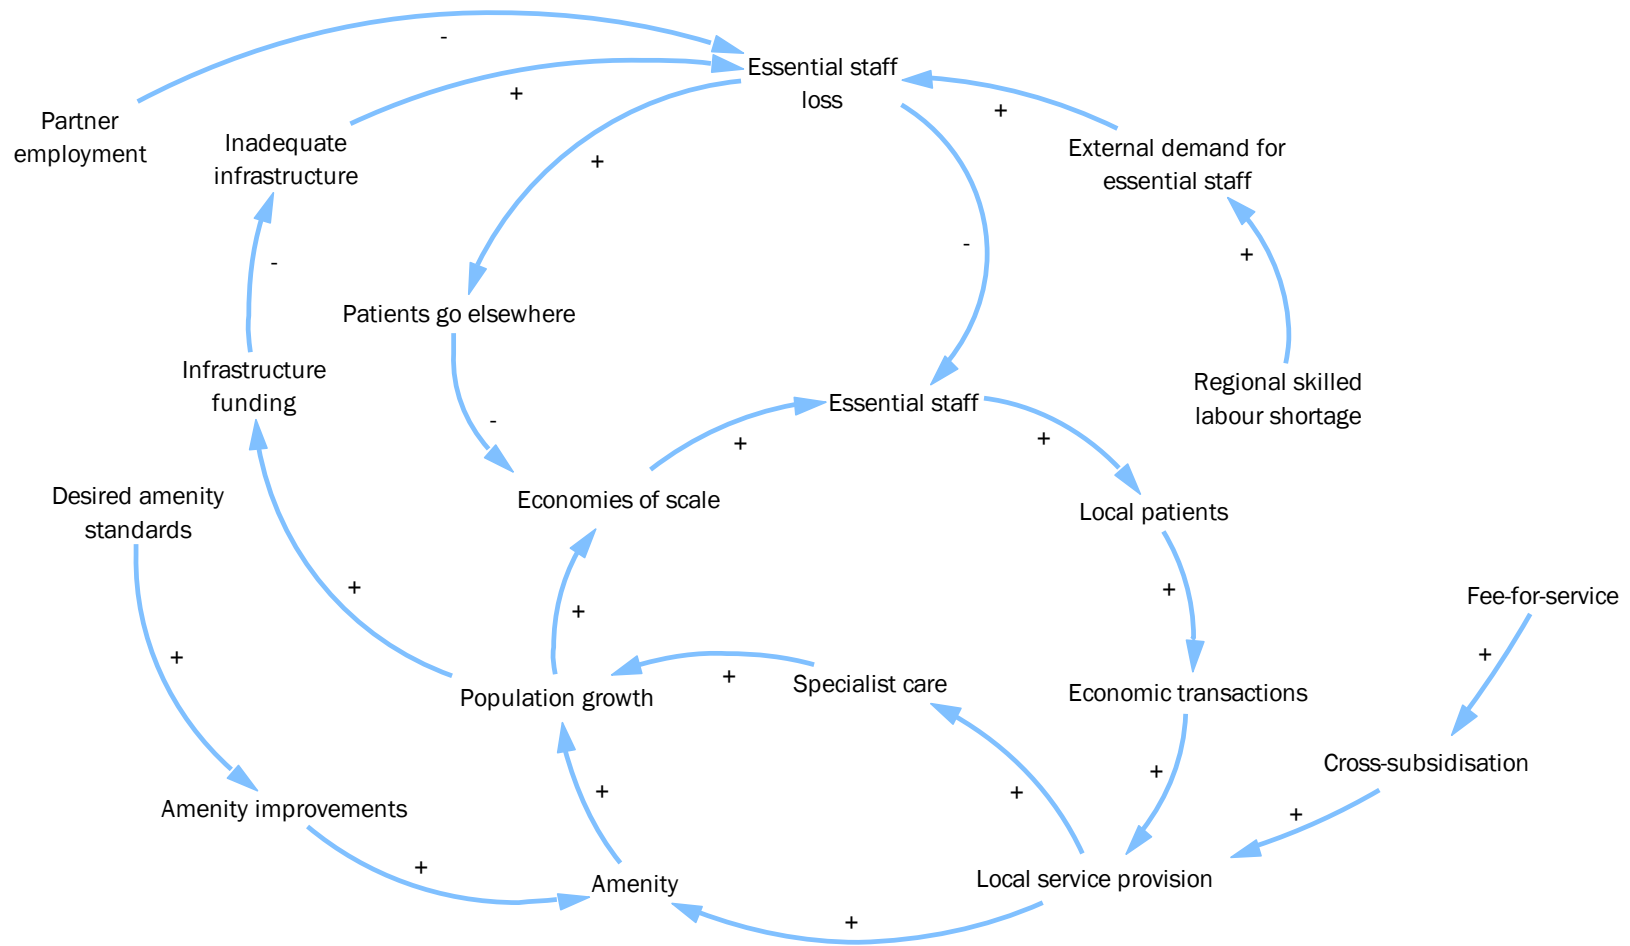 -
Essential staff
loss
+
+
Partner
employment
Inadequate
infrastructure
External demand for
essential staff
+
-
-
+
Patients go elsewhere
Infrastructure
funding
Regional skilled
labour shortage
Essential staff
-
+
+
Desired amenity
standards
Economies of scale
Local patients
+
+
+
Fee-for-service
+
+
+
Population growth
Specialist care
Economic transactions
Cross-subsidisation
+
+
+
+
Amenity improvements
+
Amenity
Local service provision
+